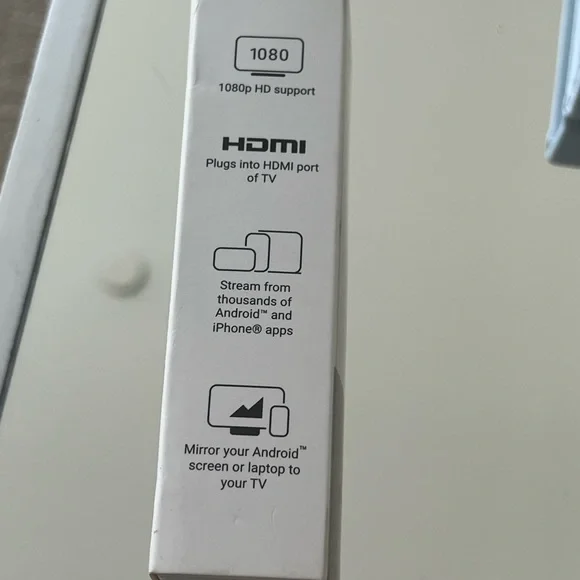 1080
1080p HD support
HDMI
Plugs into HDMI port
of TV
Stream from
thousands of
Android™ and
iPhone® apps
Mirror your Android™
screen or laptop to
your TV